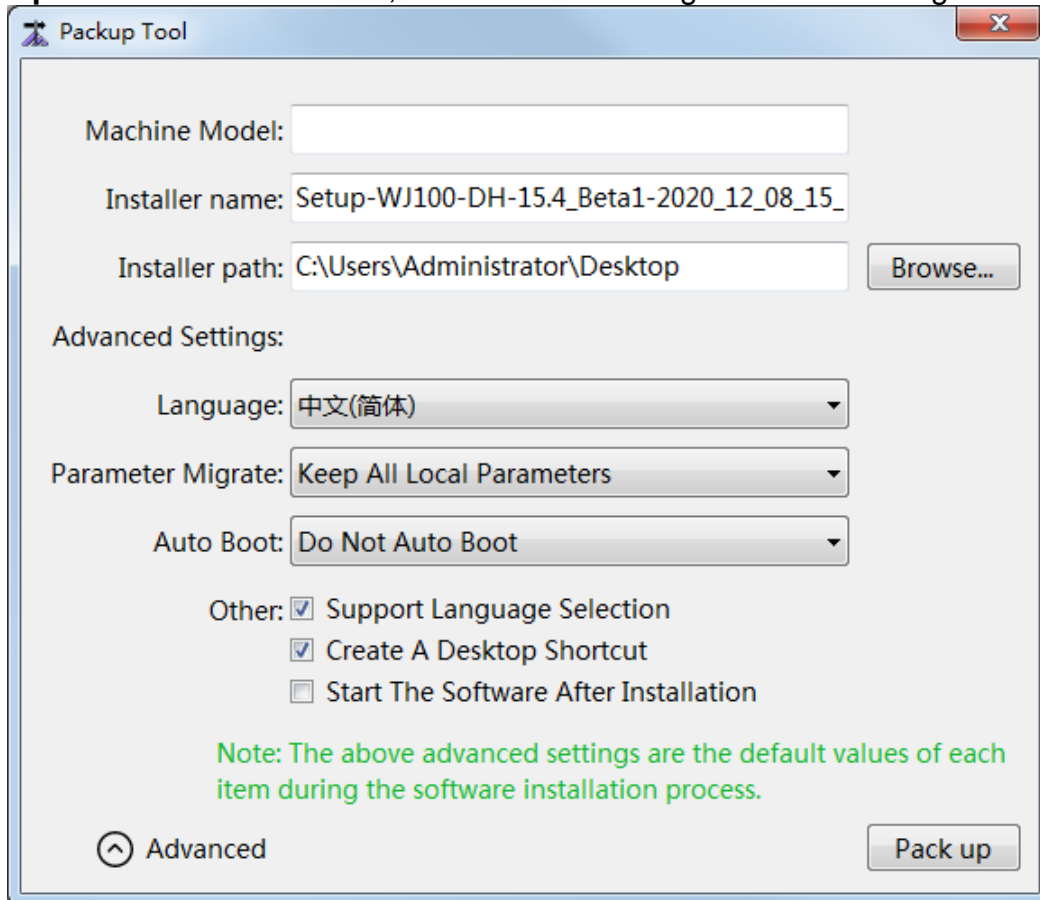 Packup Tool
Machine Model:
Installer name: Setup-WJ100-DH-15.4_Beta1-2020_12_08_15_
Installer path: C:\Users\Administrator\Desktop Browse...
Advanced Settings:
Language: 中文(简体)
Parameter Migrate: Keep All Local Parameters
Auto Boot: Do Not Auto Boot
Other: Support Language Selection
Create A Desktop Shortcut
Start The Software After Installation
Note: The above advanced settings are the default values of each
item during the software installation process.
Advanced Pack up